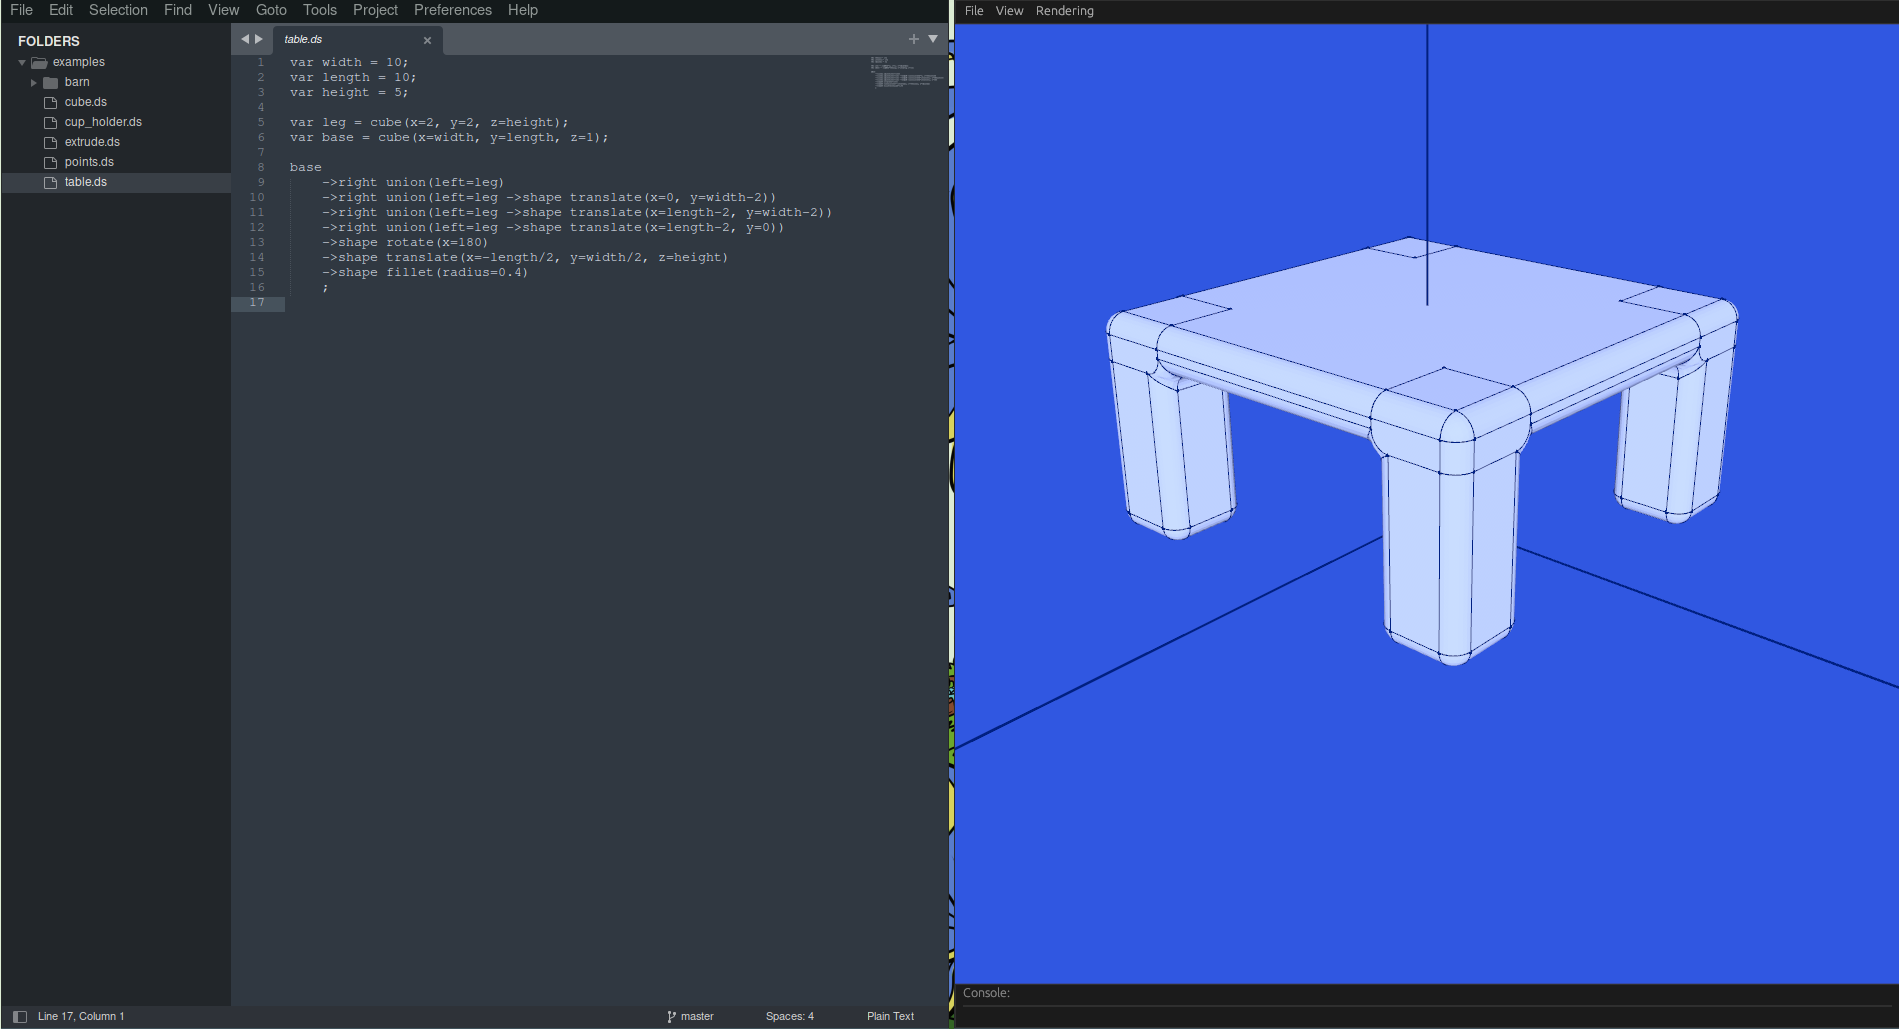 File Edit Selection Find View Goto Tools Project Preferences Help
FOLDERS
examples
barn
cube.ds
cup_holder.ds
extrude.ds
points.ds
table.ds
table.ds
1 var width = 10;
2 var length = 10;
3 var height = 5;
4
5 var leg = cube(x=2, y=2, z=height);
6 var base = cube(x=width, y=length, z=1);
7
8 base
9     ->right union(left=leg)
10     ->right union(left=leg ->shape translate(x=0, y=width-2))
11     ->right union(left=leg ->shape translate(x=length-2, y=width-2))
12     ->right union(left=leg ->shape translate(x=length-2, y=0))
13     ->shape rotate(x=180)
14     ->shape translate(x=-length/2, y=width/2, z=height)
15     ->shape fillet(radius=0.4)
16     ;
17
Line 17, Column 1
master
Spaces: 4
Plain Text
File View Rendering
Console: